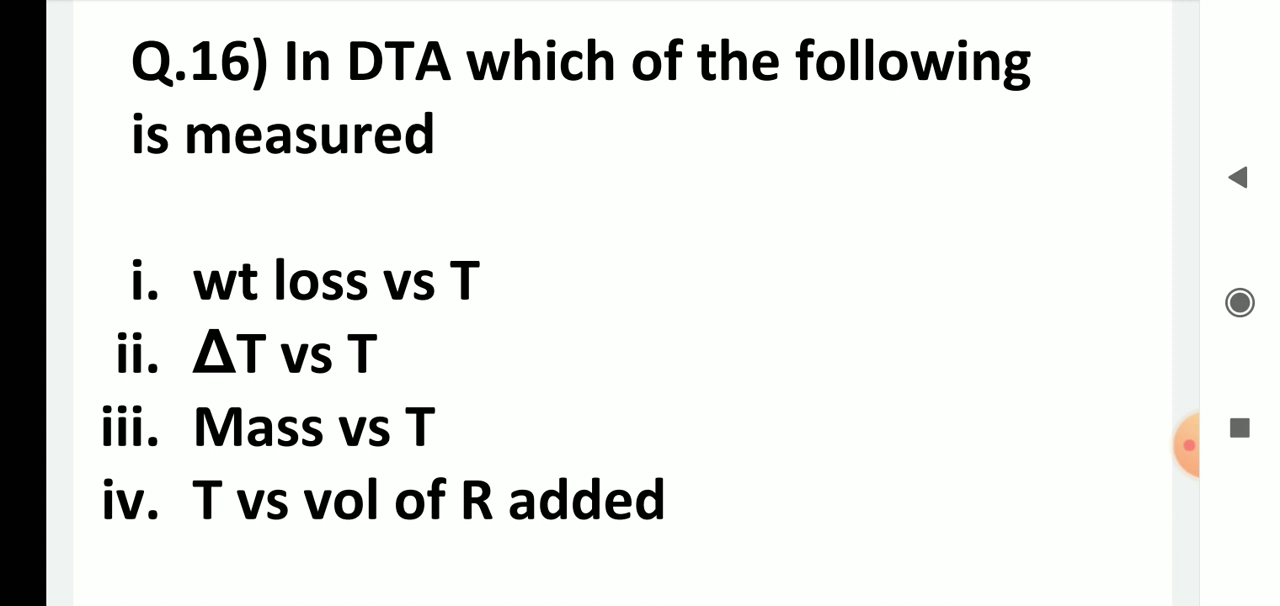 Q.16) In DTA which of the following
is measured
i. wt loss vs T
ii. ΔT vs T
iii. Mass vs T
iv. T vs vol of R added